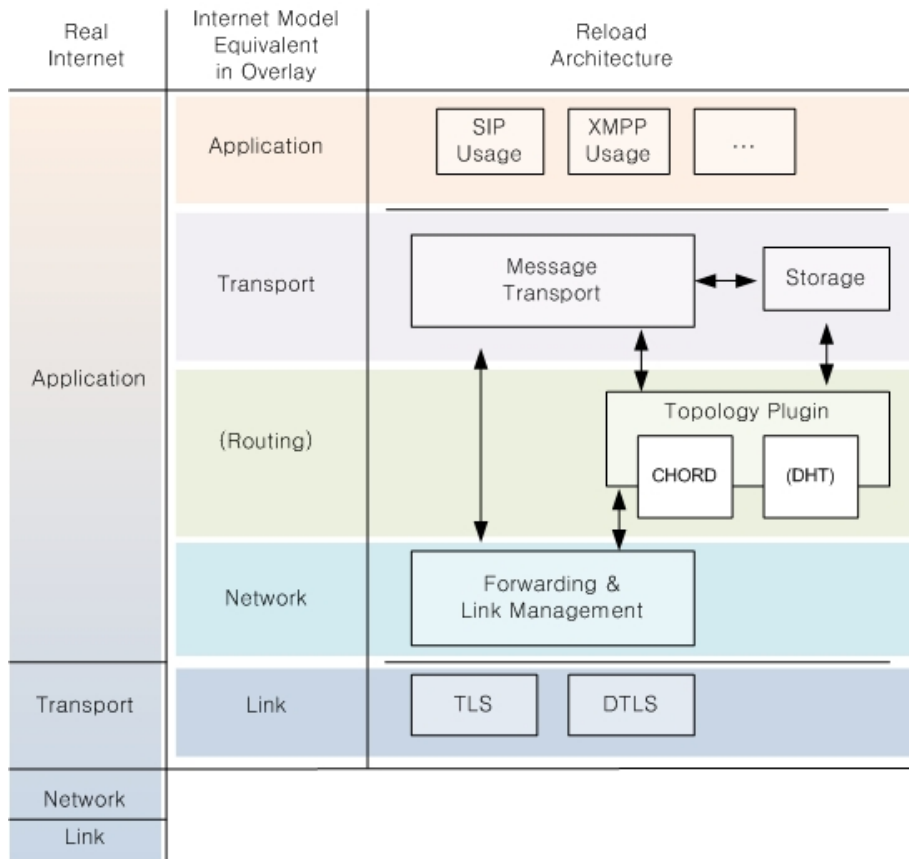 Real
Internet
Internet Model
Equivalent
in Overlay
Reload
Architecture
Application
SIP
Usage
XMPP
Usage
...
Transport
Message
Transport
Storage
Application
(Routing)
Topology Plugin
CHORD
(DHT)
Network
Forwarding &
Link Management
Transport
Link
TLS
DTLS
Network
Link